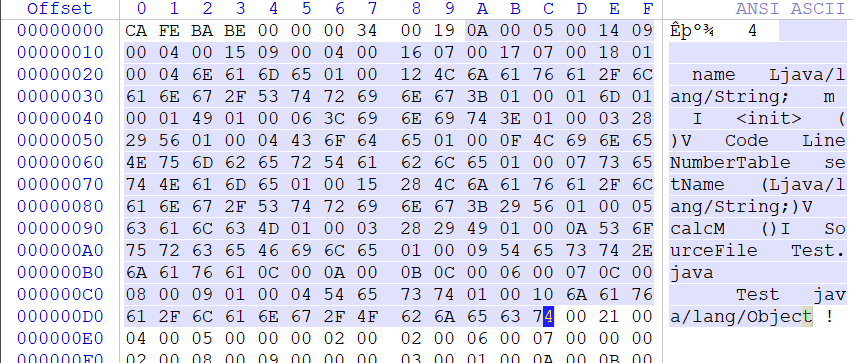 Offset 0 1 2 3 4 5 6 7 8 9 A B C D E F ANSI ASCII
00000000 CA FE BA BE 00 00 00 34 00 19 0A 00 05 00 14 09 Êþº¾ 4
00000010 00 04 00 15 09 00 04 00 16 07 00 17 07 00 18 01
00000020 00 04 6E 61 6D 65 01 00 12 4C 6A 61 76 61 2F 6C name Ljava/l
00000030 61 6E 67 2F 53 74 72 69 6E 67 3B 01 00 01 6D 01 ang/String; m
00000040 00 01 49 01 00 06 3C 69 6E 69 74 3E 01 00 03 28 I <init> (
00000050 29 56 01 00 04 43 6F 64 65 01 00 0F 4C 69 6E 65 )V Code Line
00000060 4E 75 6D 62 65 72 54 61 62 6C 65 01 00 07 73 65 NumberTable se
00000070 74 4E 61 6D 65 01 00 15 28 4C 6A 61 76 61 2F 6C tName (Ljava/l
00000080 61 6E 67 2F 53 74 72 69 6E 67 3B 29 56 01 00 05 ang/String;)V
00000090 63 61 6C 63 4D 01 00 03 28 29 49 01 00 0A 53 6F calcM ()I So
000000A0 75 72 63 65 46 69 6C 65 01 00 09 54 65 73 74 2E urceFile Test.
000000B0 6A 61 76 61 0C 00 0A 00 0B 0C 00 06 00 07 0C 00 java
000000C0 08 00 09 01 00 04 54 65 73 74 01 00 10 6A 61 76 Test jav
000000D0 61 2F 6C 61 6E 67 2F 4F 62 6A 65 63 74 00 21 00 a/lang/Object !
000000E0 04 00 05 00 00 00 02 00 02 00 06 00 07 00 00 00
000000F0 02 00 08 00 09 00 00 00 03 00 01 00 0A 00 0B 00